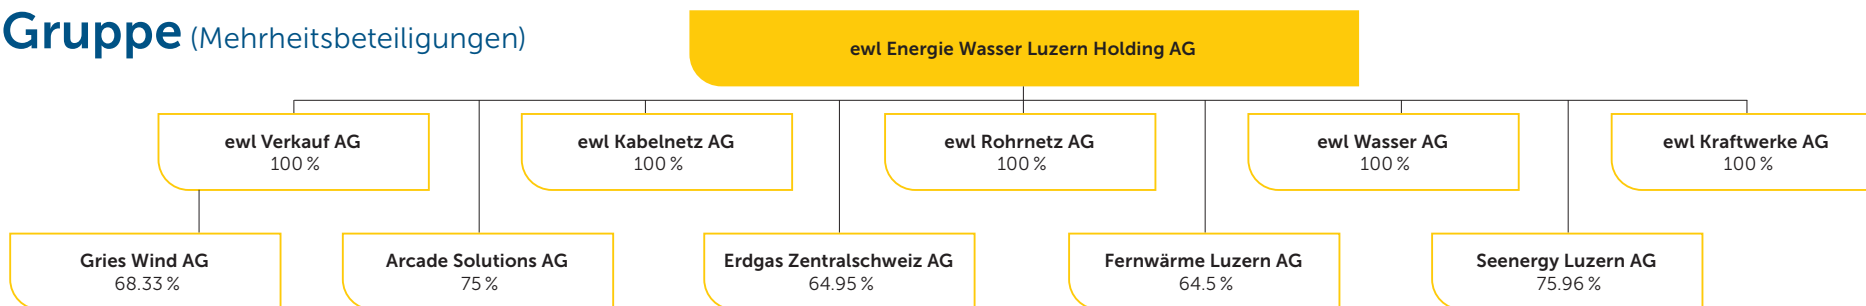 Gruppe (Mehrheitsbeteiligungen)
ewl Energie Wasser Luzern Holding AG
ewl Verkauf AG
100 %
ewl Kabelnetz AG
100 %
ewl Rohrnetz AG
100 %
ewl Wasser AG
100 %
ewl Kraftwerke AG
100 %
Gries Wind AG
68.33 %
Arcade Solutions AG
75 %
Erdgas Zentralschweiz AG
64.95 %
Fernwärme Luzern AG
64.5 %
Seenergy Luzern AG
75.96 %